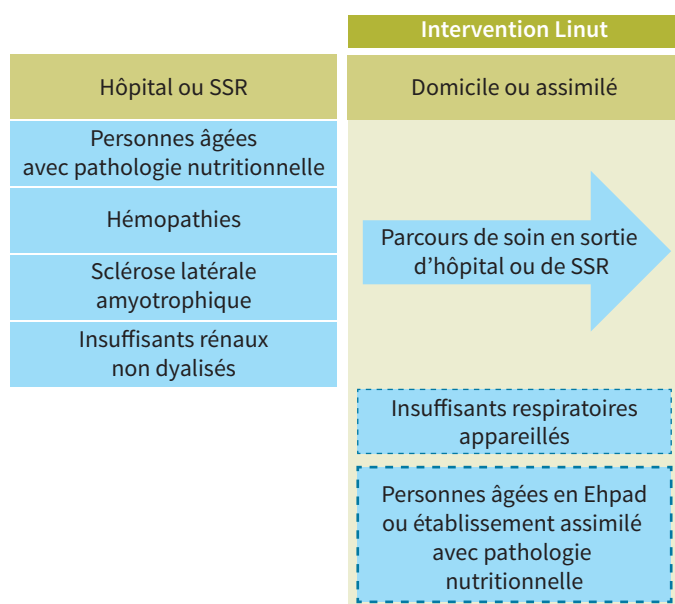 Intervention Linut
Hôpital ou SSR
Domicile ou assimilé
Personnes âgées
avec pathologie nutritionnelle
Hémopathies
Sclérose latérale
amyotrophique
Insuffisants rénaux
non dyalisés
Parcours de soin en sortie
d'hôpital ou de SSR
Insuffisants respiratoires
appareillés
Personnes âgées en Ehpad
ou établissement assimilé
avec pathologie
nutritionnelle